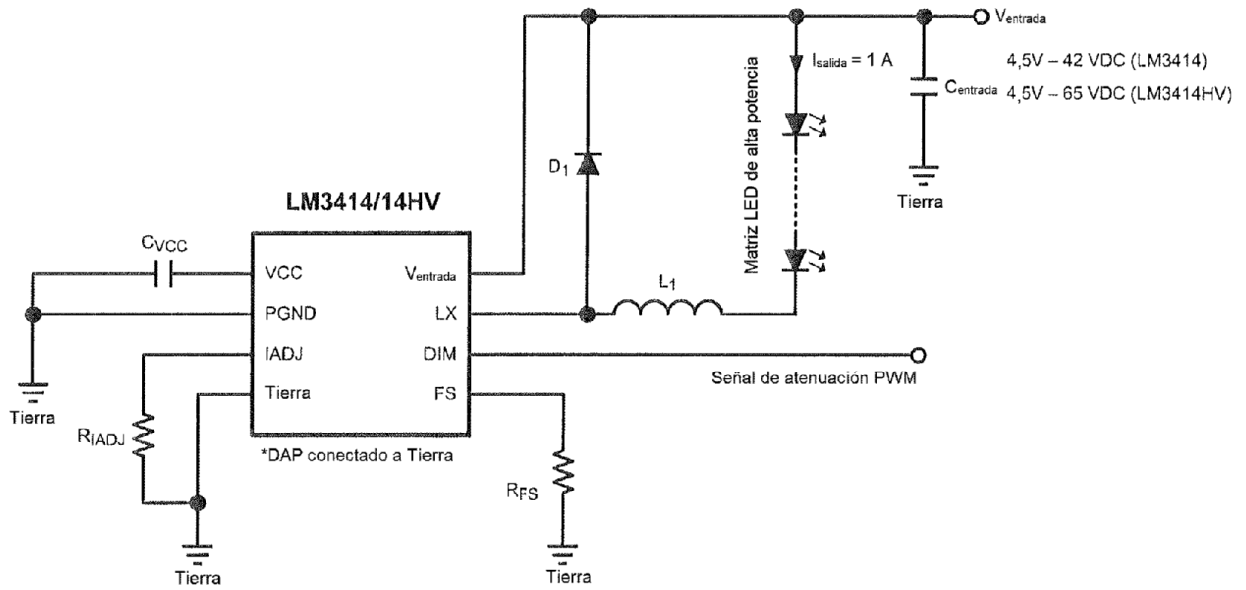 Ventrada
Isalida = 1 A
4,5V – 42 VDC (LM3414)
Centrada
4,5V – 65 VDC (LM3414HV)
Matriz LED de alta potencia
D1
Tierra
LM3414/14HV
CVCC
VCC
Ventrada
L1
PGND
LX
IADJ
DIM
Señal de atenuación PWM
Tierra
FS
Tierra
RIADJ
*DAP conectado a Tierra
RFS
Tierra
Tierra